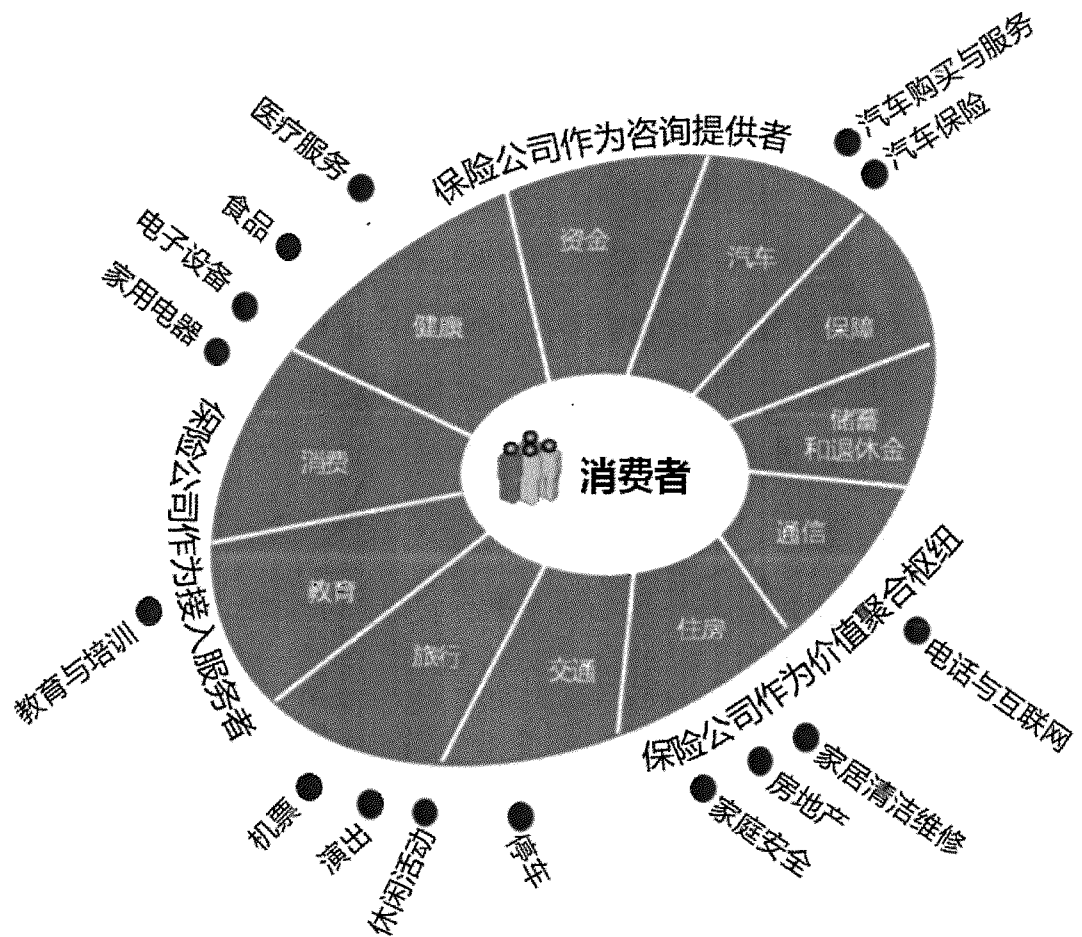 汽车购买与服务
汽车保险
医疗服务
保险公司作为咨询提供者
食品
电子设备
家用电器
资金
汽车
健康
保障
储蓄
和退休金
消费
消费者
通信
教育
住房
旅行
交通
保险公司作为接入服务者
保险公司作为价值聚合枢纽
教育与培训
电话与互联网
家居清洁维修
房地产
家庭安全
机票
演出
休闲活动
停车